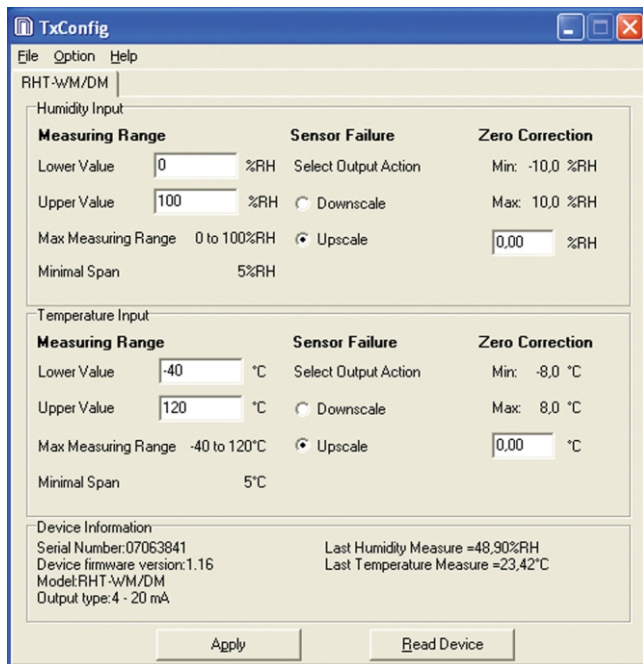 TxConfig
File Option Help
RHT-WM/DM
Humidity Input
Measuring Range Sensor Failure Zero Correction
Lower Value 0 %RH Select Output Action Min: -10,0 %RH
Upper Value 100 %RH Downscale Max: 10,0 %RH
Max Measuring Range 0 to 100%RH Upscale 0,00 %RH
Minimal Span 5%RH
Temperature Input
Measuring Range Sensor Failure Zero Correction
Lower Value -40 °C Select Output Action Min: -8,0 °C
Upper Value 120 °C Downscale Max: 8,0 °C
Max Measuring Range -40 to 120°C Upscale 0,00 °C
Minimal Span 5°C
Device Information
Serial Number:07063841 Last Humidity Measure =48,90%RH
Device firmware version:1.16 Last Temperature Measure =23,42°C
Model:RHT-WM/DM
Output type:4 - 20 mA
Apply Read Device